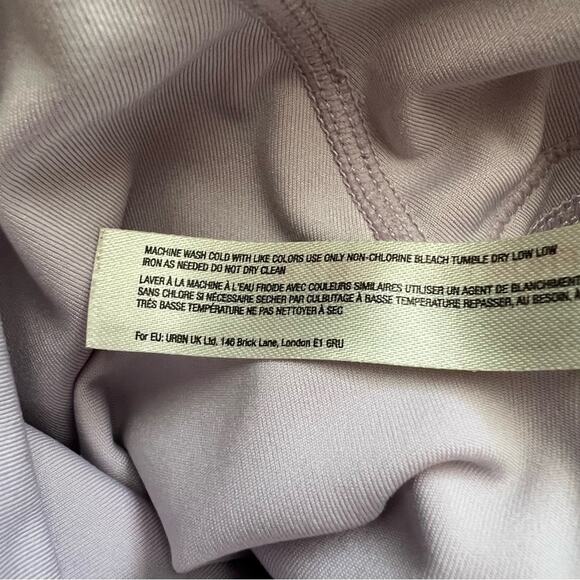 MACHINE WASH COLD WITH LIKE COLORS USE ONLY NON-CHLORINE BLEACH TUMBLE DRY LOW LOW
IRON AS NEEDED DO NOT DRY CLEAN
LAVER À LA MACHINE À L'EAU FROIDE AVEC COULEURS SIMILAIRES UTILISER UN AGENT DE BLANCHIMENT
SANS CHLORE SI NÉCESSAIRE SECHER PAR CULBUTAGE À BASSE TEMPÉRATURE REPASSER, AU BESOIN, À
TRÈS BASSE TEMPÉRATURE NE PAS NETTOYER À SEC
For EU: URBN UK Ltd. 146 Brick Lane, London E1 6RU